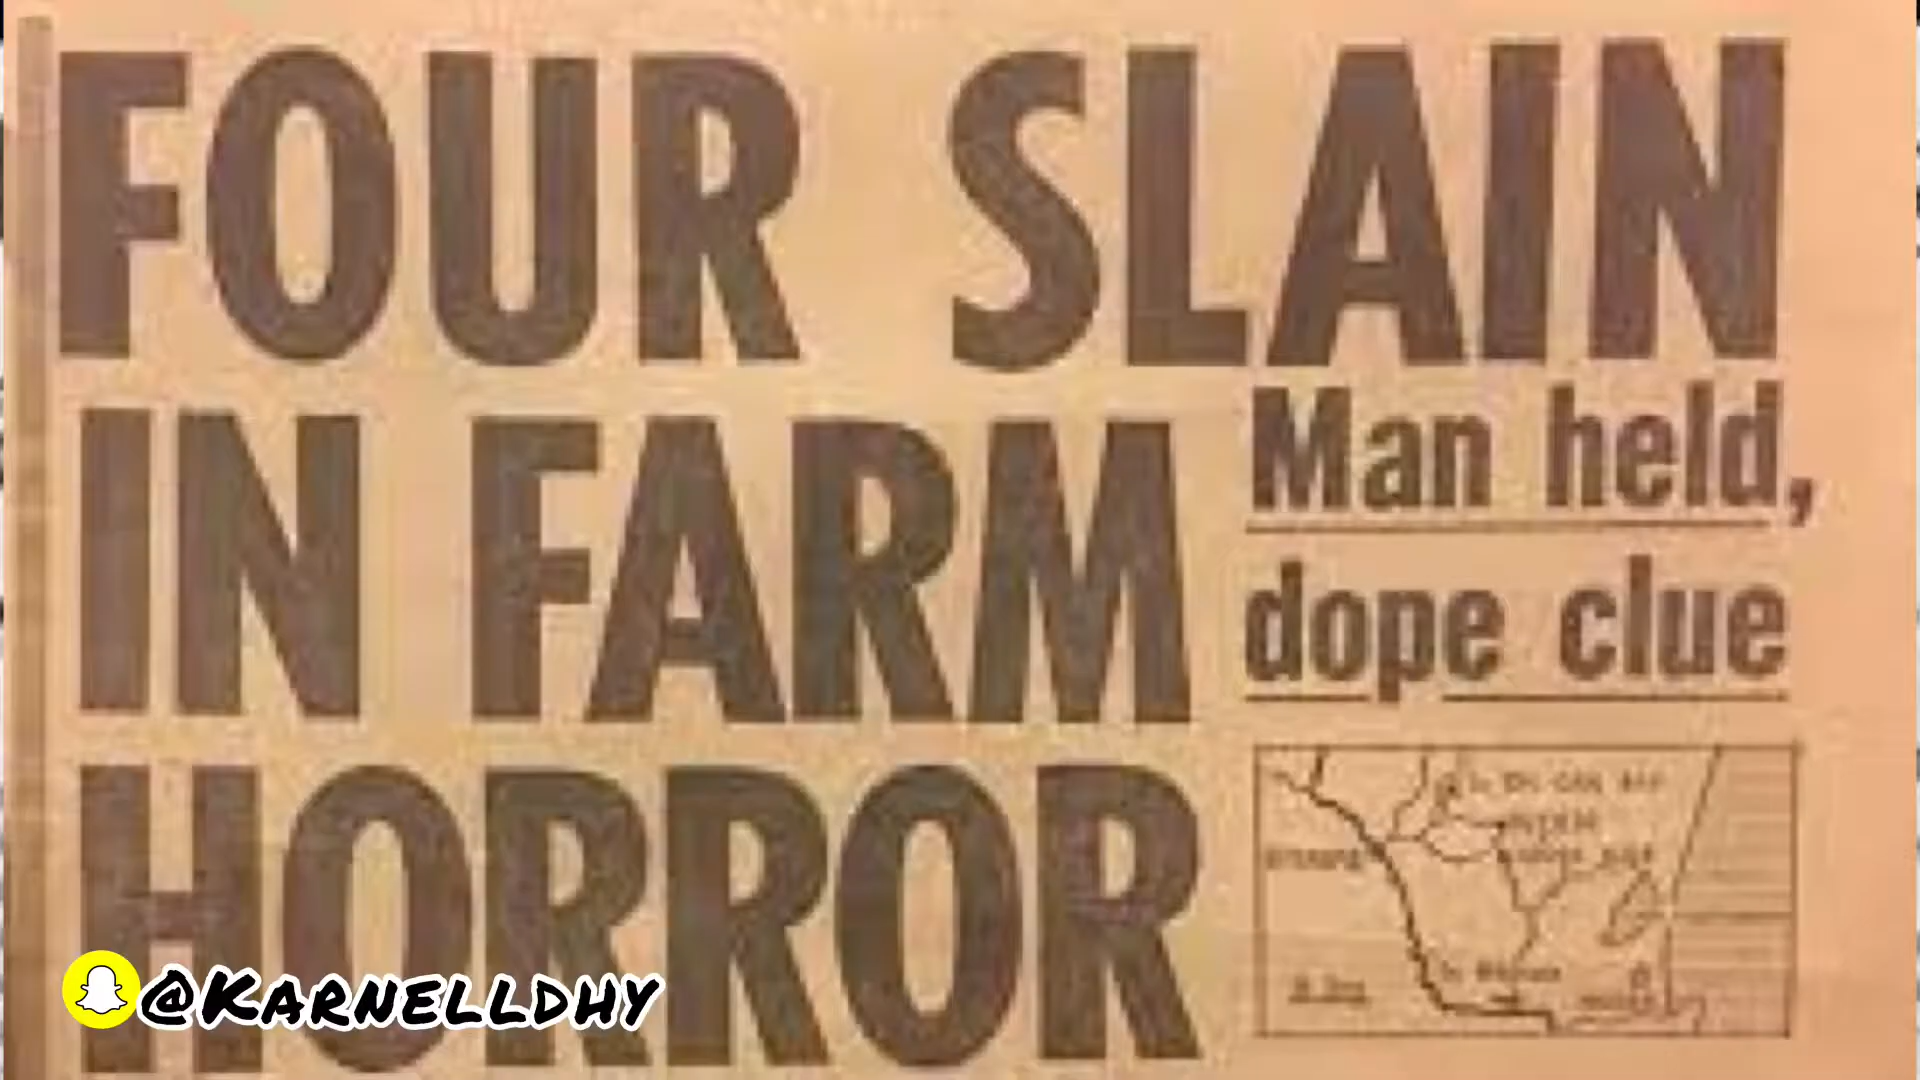 FOUR SLAIN
IN FARM
HORROR
Man held,
dope clue
@KARNELLDHY